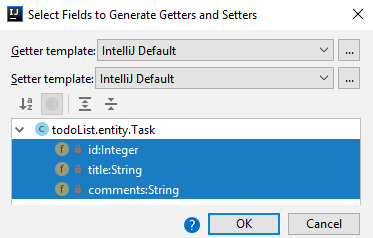 IJ Select Fields to Generate Getters and Setters
Getter template: IntelliJ Default ...
Setter template: IntelliJ Default ...
a z C
C todoList.entity.Task
f id:Integer
f title:String
f comments:String
? OK Cancel